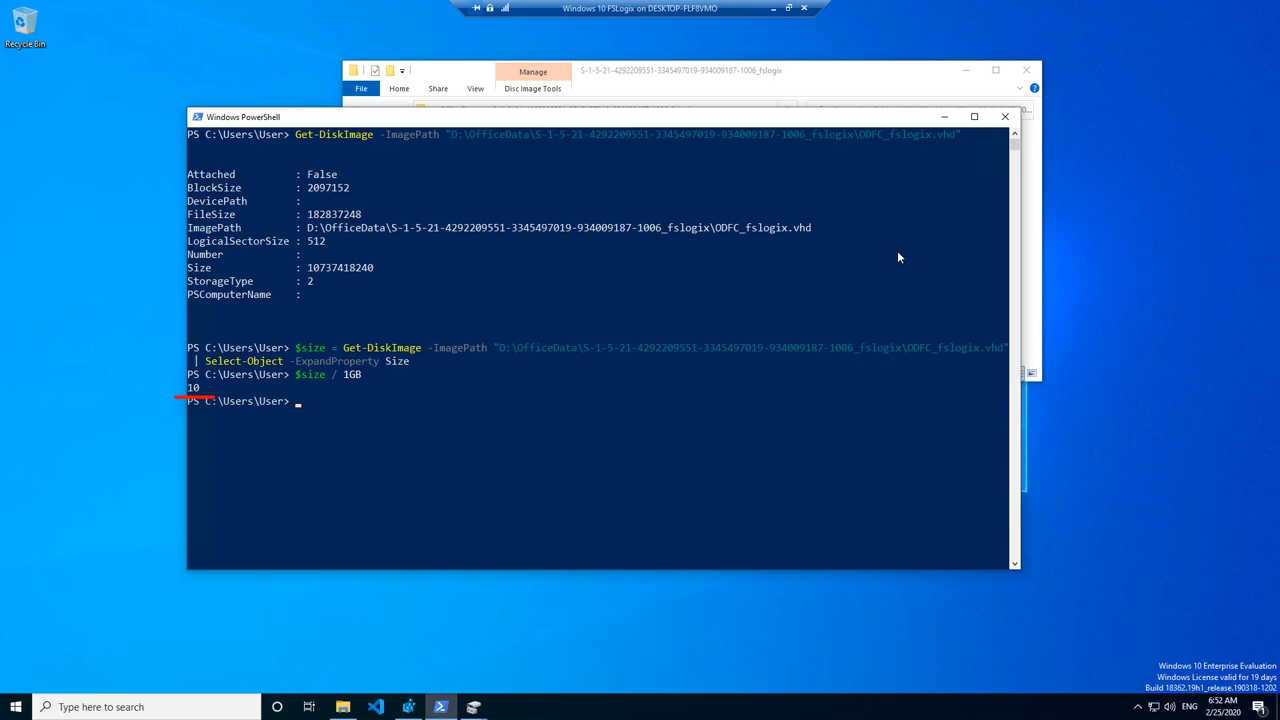 Windows 10 FSLogix on DESKTOP-FLF8VMO
Recycle Bin
Manage
S-1-5-21-4292209551-3345497019-934009187-1006_fslogix
File
Home
Share
View
Disc Image Tools
Windows PowerShell
PS C:\Users\User> Get-DiskImage -ImagePath "D:\OfficeData\S-1-5-21-4292209551-3345497019-934009187-1006_fslogix\ODFC_fslogix.vhd"
Attached : False
BlockSize : 2097152
DevicePath :
FileSize : 182837248
ImagePath : D:\OfficeData\S-1-5-21-4292209551-3345497019-934009187-1006_fslogix\ODFC_fslogix.vhd
LogicalSectorSize : 512
Number :
Size : 10737418240
StorageType : 2
PSComputerName :
PS C:\Users\User> $size = Get-DiskImage -ImagePath "D:\OfficeData\S-1-5-21-4292209551-3345497019-934009187-1006_fslogix\ODFC_fslogix.vhd"
| Select-Object -ExpandProperty Size
PS C:\Users\User> $size / 1GB
10
PS C:\Users\User>
Windows 10 Enterprise Evaluation
Windows License valid for 19 days
Build 18362.19h1_release.190318-1202
Type here to search
ENG
6:52 AM
2/25/2020
1